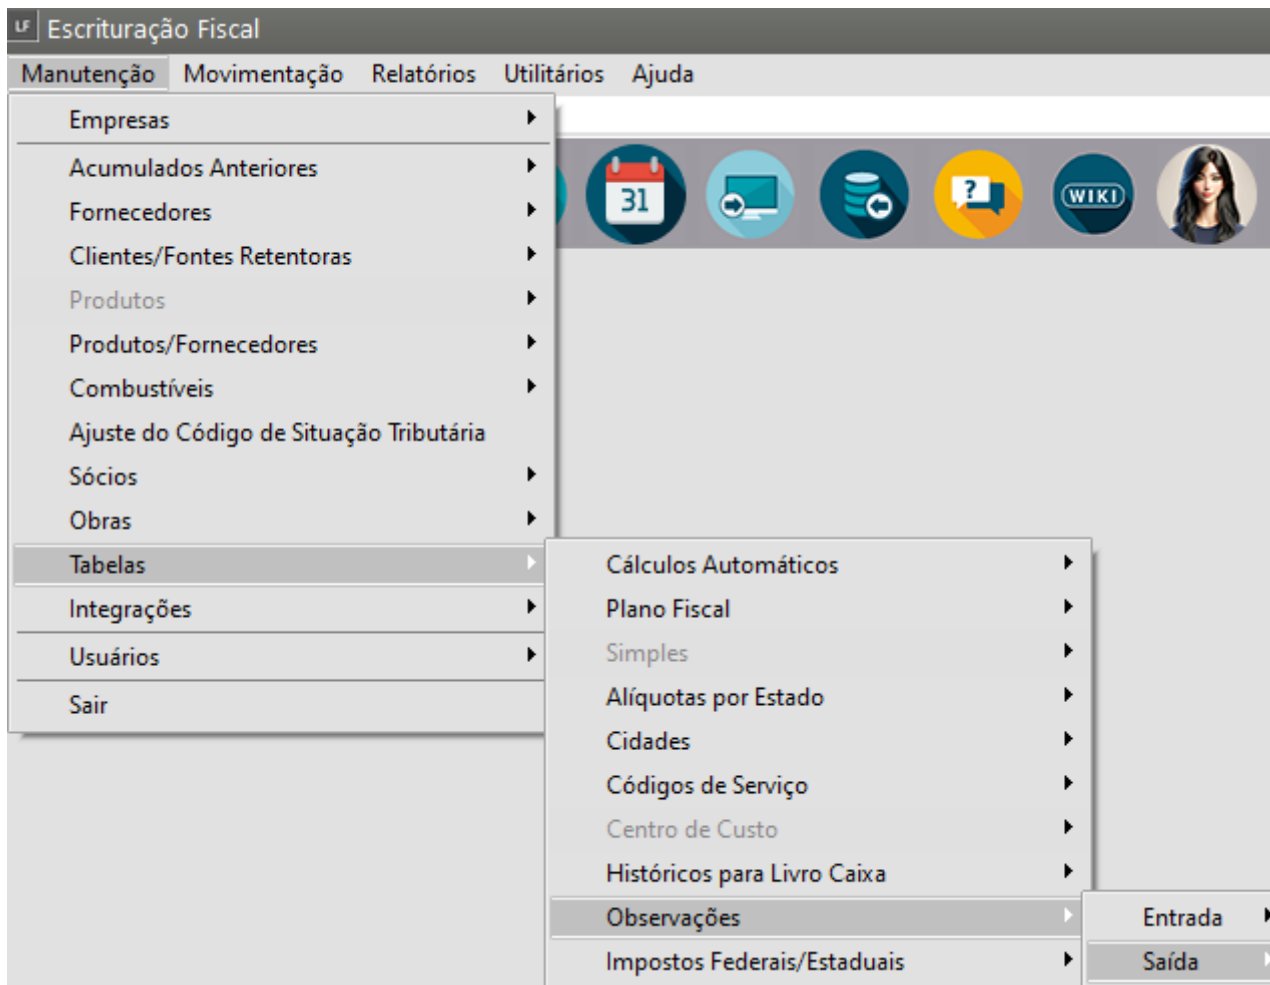 LF Escrituração Fiscal
Manutenção Movimentação Relatórios Utilitários Ajuda
Empresas
Acumulados Anteriores
Fornecedores
Clientes/Fontes Retentoras
Produtos
Produtos/Fornecedores
Combustíveis
Ajuste do Código de Situação Tributária
Sócios
Obras
Tabelas
Integrações
Usuários
Sair
31
?
WIKI
Cálculos Automáticos
Plano Fiscal
Simples
Alíquotas por Estado
Cidades
Códigos de Serviço
Centro de Custo
Históricos para Livro Caixa
Observações
Impostos Federais/Estaduais
Entrada
Saída